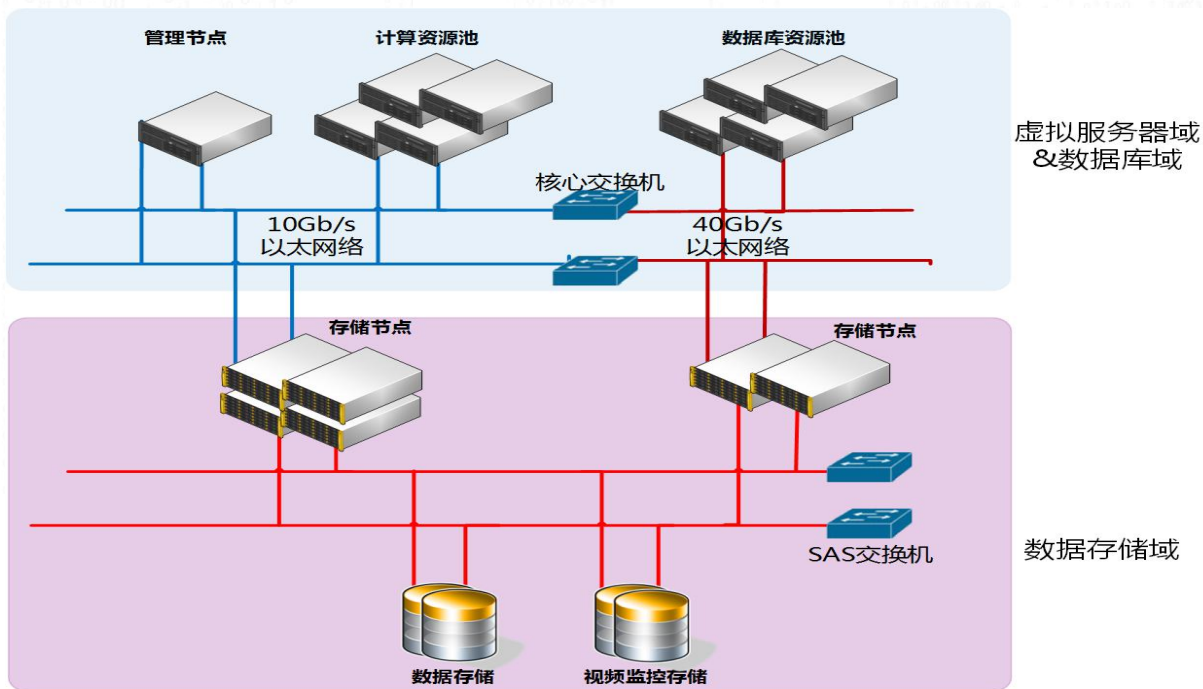 管理节点
计算资源池
数据库资源池
虚拟服务器域
&数据库域
核心交换机
10Gb/s
以太网络
40Gb/s
以太网络
存储节点
存储节点
SAS交换机
数据存储域
数据存储
视频监控存储